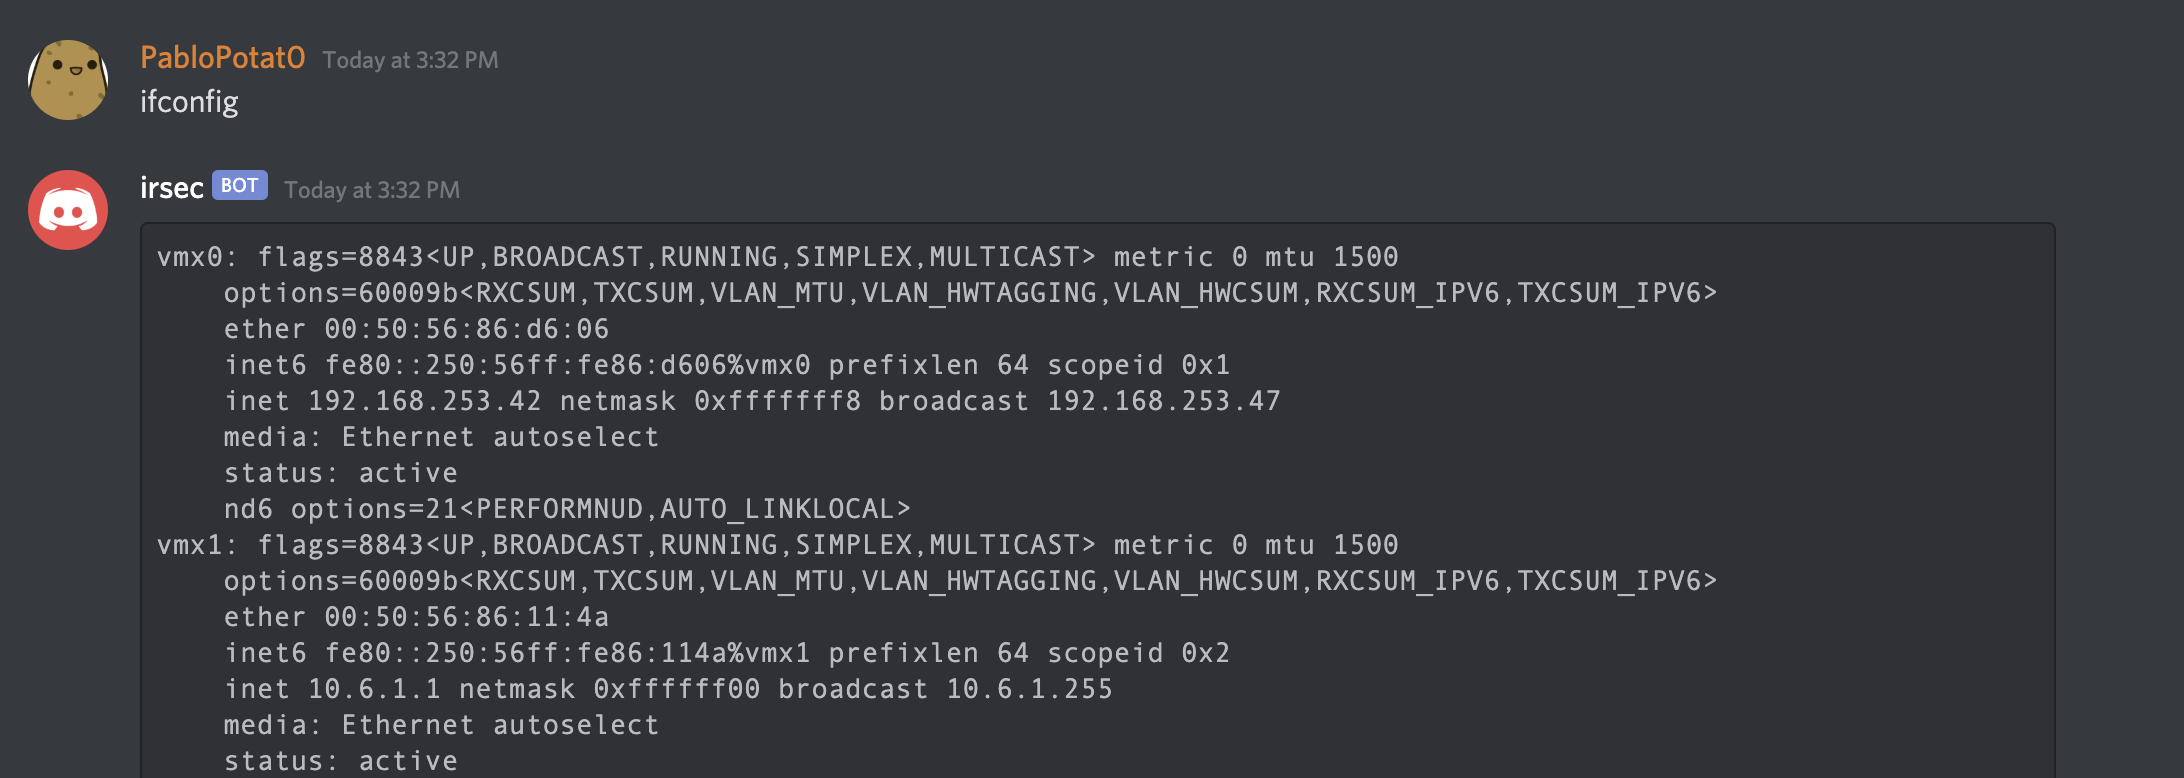 PabloPotat0 Today at 3:32 PM
ifconfig
irsec BOT Today at 3:32 PM
vmx0: flags=8843<UP,BROADCAST,RUNNING,SIMPLEX,MULTICAST> metric 0 mtu 1500
options=60009b<RXCSUM,TXCSUM,VLAN_MTU,VLAN_HWTAGGING,VLAN_HWCSUM,RXCSUM_IPV6,TXCSUM_IPV6>
ether 00:50:56:86:d6:06
inet6 fe80::250:56ff:fe86:d606%vmx0 prefixlen 64 scopeid 0x1
inet 192.168.253.42 netmask 0xfffffff8 broadcast 192.168.253.47
media: Ethernet autoselect
status: active
nd6 options=21<PERFORMNUD,AUTO_LINKLOCAL>
vmx1: flags=8843<UP,BROADCAST,RUNNING,SIMPLEX,MULTICAST> metric 0 mtu 1500
options=60009b<RXCSUM,TXCSUM,VLAN_MTU,VLAN_HWTAGGING,VLAN_HWCSUM,RXCSUM_IPV6,TXCSUM_IPV6>
ether 00:50:56:86:11:4a
inet6 fe80::250:56ff:fe86:114a%vmx1 prefixlen 64 scopeid 0x2
inet 10.6.1.1 netmask 0xffffff00 broadcast 10.6.1.255
media: Ethernet autoselect
status: active